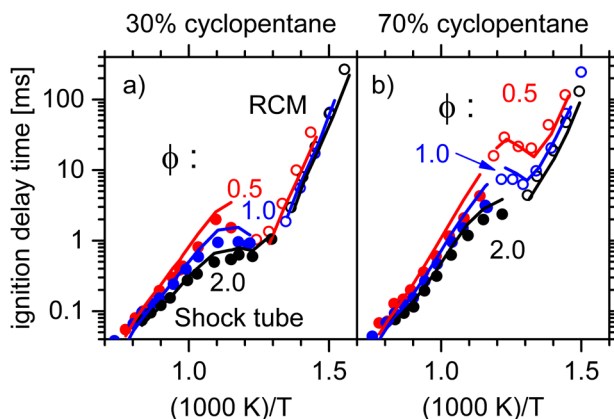 30% cyclopentane 70% cyclopentane
ignition delay time [ms]
100
10
1
0.1
a)
RCM
ϕ :
0.5
1.0
2.0
Shock tube
b)
ϕ :
0.5
1.0
2.0
1.0 1.5 1.0 1.5
(1000 K)/T (1000 K)/T